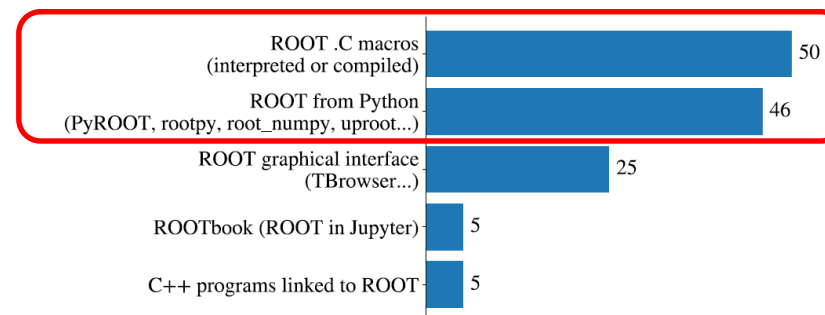 ROOT .C macros
(interpreted or compiled)
50
ROOT from Python
(PyROOT, rootpy, root_numpy, uproot...)
46
ROOT graphical interface
(TBrowser...)
25
ROOTbook (ROOT in Jupyter)
5
C++ programs linked to ROOT
5